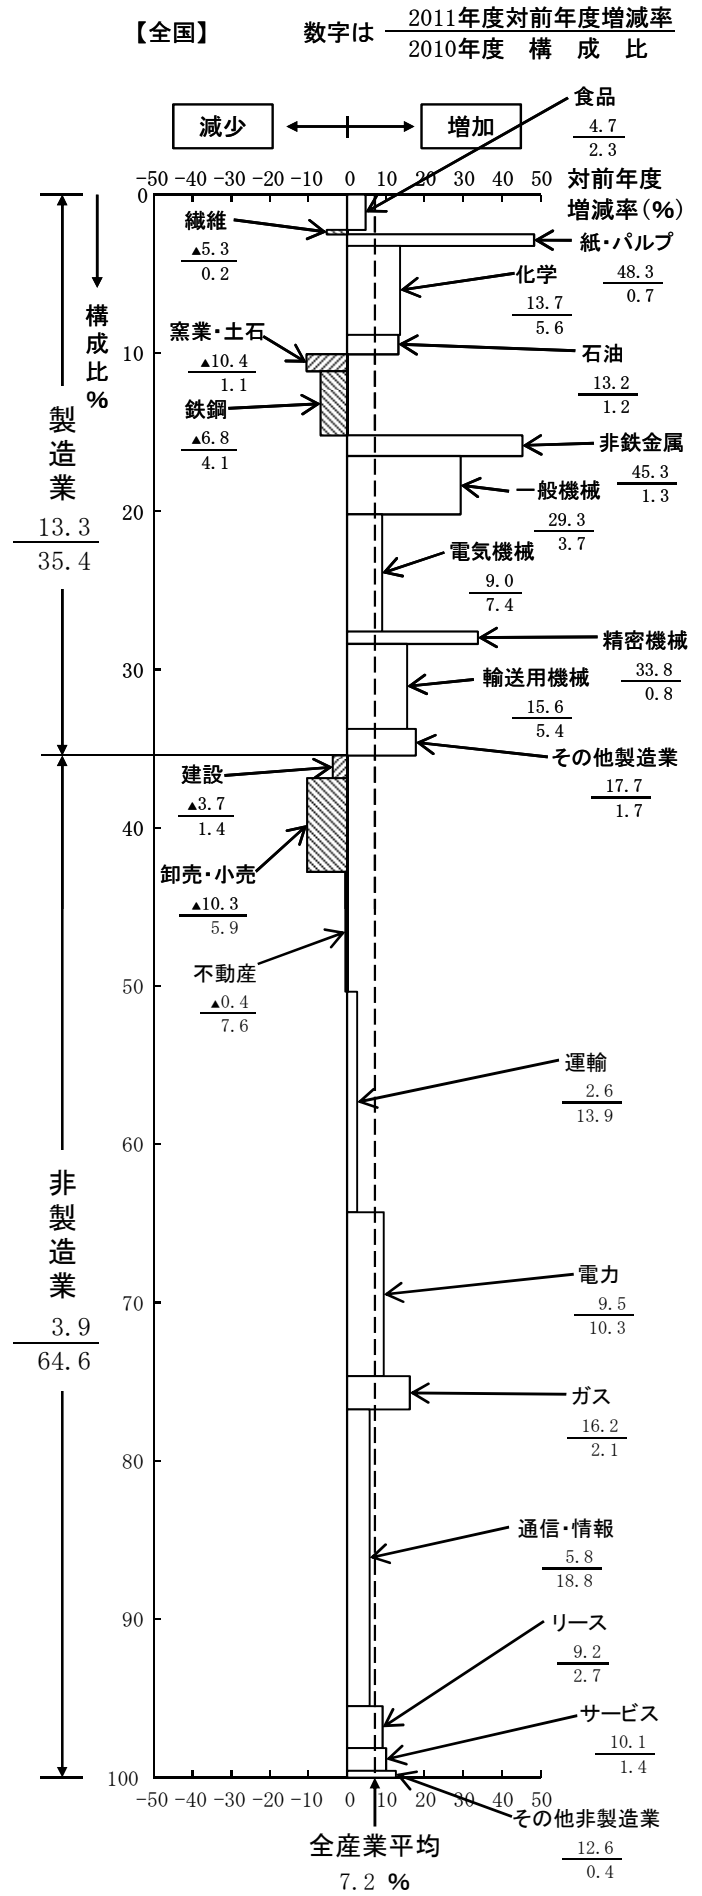 【全国】
数字は 2011年度対前年度増減率
2010年度 構 成 比
減少
増加
食品
4.7
2.3
-50 -40 -30 -20 -10 0 10 20 30 40 50
対前年度
増減率(%)
0
10
20
30
40
50
60
70
80
90
100
構成比%
製造業
13.3
35.4
非製造業
3.9
64.6
繊維
▲5.3
0.2
紙・パルプ
48.3
0.7
化学
13.7
5.6
窯業・土石
▲10.4
1.1
石油
13.2
1.2
鉄鋼
▲6.8
4.1
非鉄金属
45.3
1.3
一般機械
29.3
3.7
電気機械
9.0
7.4
精密機械
33.8
0.8
輸送用機械
15.6
5.4
その他製造業
17.7
1.7
建設
▲3.7
1.4
卸売・小売
▲10.3
5.9
不動産
▲0.4
7.6
運輸
2.6
13.9
電力
9.5
10.3
ガス
16.2
2.1
通信・情報
5.8
18.8
リース
9.2
2.7
サービス
10.1
1.4
-50 -40 -30 -20 -10 0 10 20 30 40 50
その他非製造業
12.6
0.4
全産業平均
7.2 %